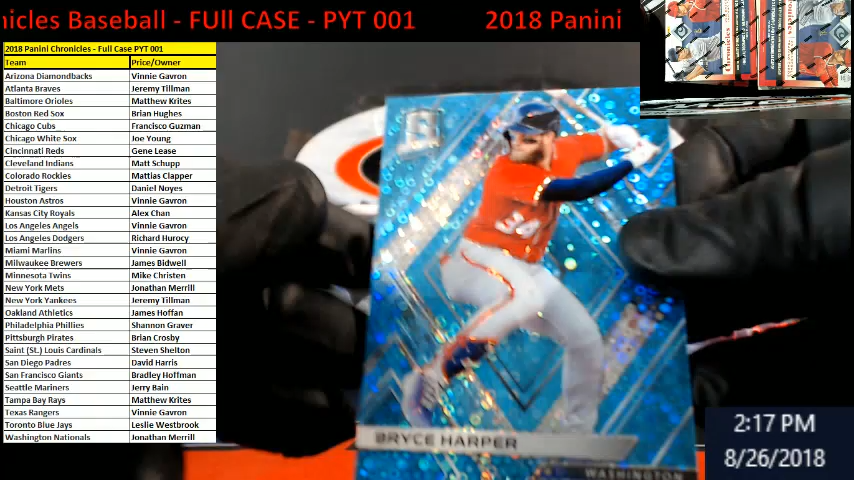 nicles Baseball - FUll CASE - PYT 001 2018 Panini
2018 Panini Chronicles - Full Case PYT 001
Team Price/Owner
Arizona Diamondbacks Vinnie Gavron
Atlanta Braves Jeremy Tillman
Baltimore Orioles Matthew Krites
Boston Red Sox Brian Hughes
Chicago Cubs Francisco Guzman
Chicago White Sox Joe Young
Cincinnati Reds Gene Lease
Cleveland Indians Matt Schupp
Colorado Rockies Mattias Clapper
Detroit Tigers Daniel Noyes
Houston Astros Vinnie Gavron
Kansas City Royals Alex Chan
Los Angeles Angels Vinnie Gavron
Los Angeles Dodgers Richard Hurocy
Miami Marlins Vinnie Gavron
Milwaukee Brewers James Bidwell
Minnesota Twins Mike Christen
New York Mets Jonathan Merrill
New York Yankees Jeremy Tillman
Oakland Athletics James Hoffan
Philadelphia Phillies Shannon Graver
Pittsburgh Pirates Brian Crosby
Saint (St.) Louis Cardinals Steven Shelton
San Diego Padres David Harris
San Francisco Giants Bradley Hoffman
Seattle Mariners Jerry Bain
Tampa Bay Rays Matthew Krites
Texas Rangers Vinnie Gavron
Toronto Blue Jays Leslie Westbrook
Washington Nationals Jonathan Merrill
34
BRYCE HARPER
WASHINGTON
2:17 PM
8/26/2018